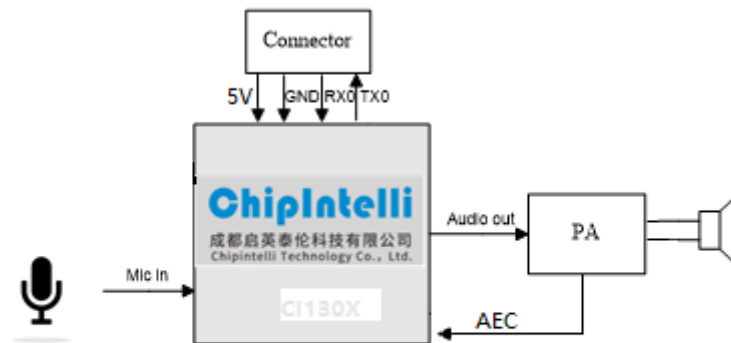 Connector
5V GND RX0 TX0
ChipIntelli
成都启英泰伦科技有限公司
Chipintelli Technology Co., Ltd.
Audio out
PA
Mic In
CI130X
AEC